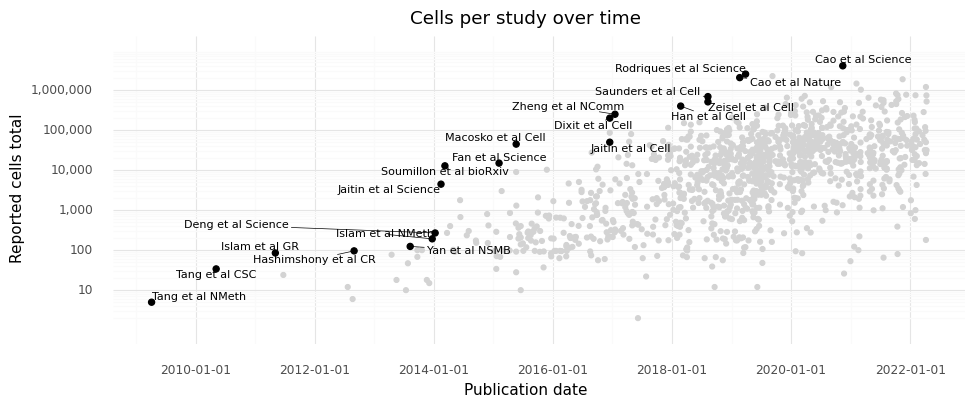 Cells per study over time
Cao et al Science
Rodriques et al Science
Cao et al Nature
1,000,000
Saunders et al Cell
Zheng et al NComm
Zeisel et al Cell
Han et al Cell
100,000
Dixit et al Cell
Macosko et al Cell
Jaitin et al Cell
Fan et al Science
10,000
Soumillon et al bioRxiv
Jaitin et al Science
1,000
Deng et al Science
Islam et al NMeth
Islam et al GR
100
Yan et al NSMB
Hashimshony et al CR
Tang et al CSC
10
Tang et al NMeth
Reported cells total
2010-01-01 2012-01-01 2014-01-01 2016-01-01 2018-01-01 2020-01-01 2022-01-01
Publication date